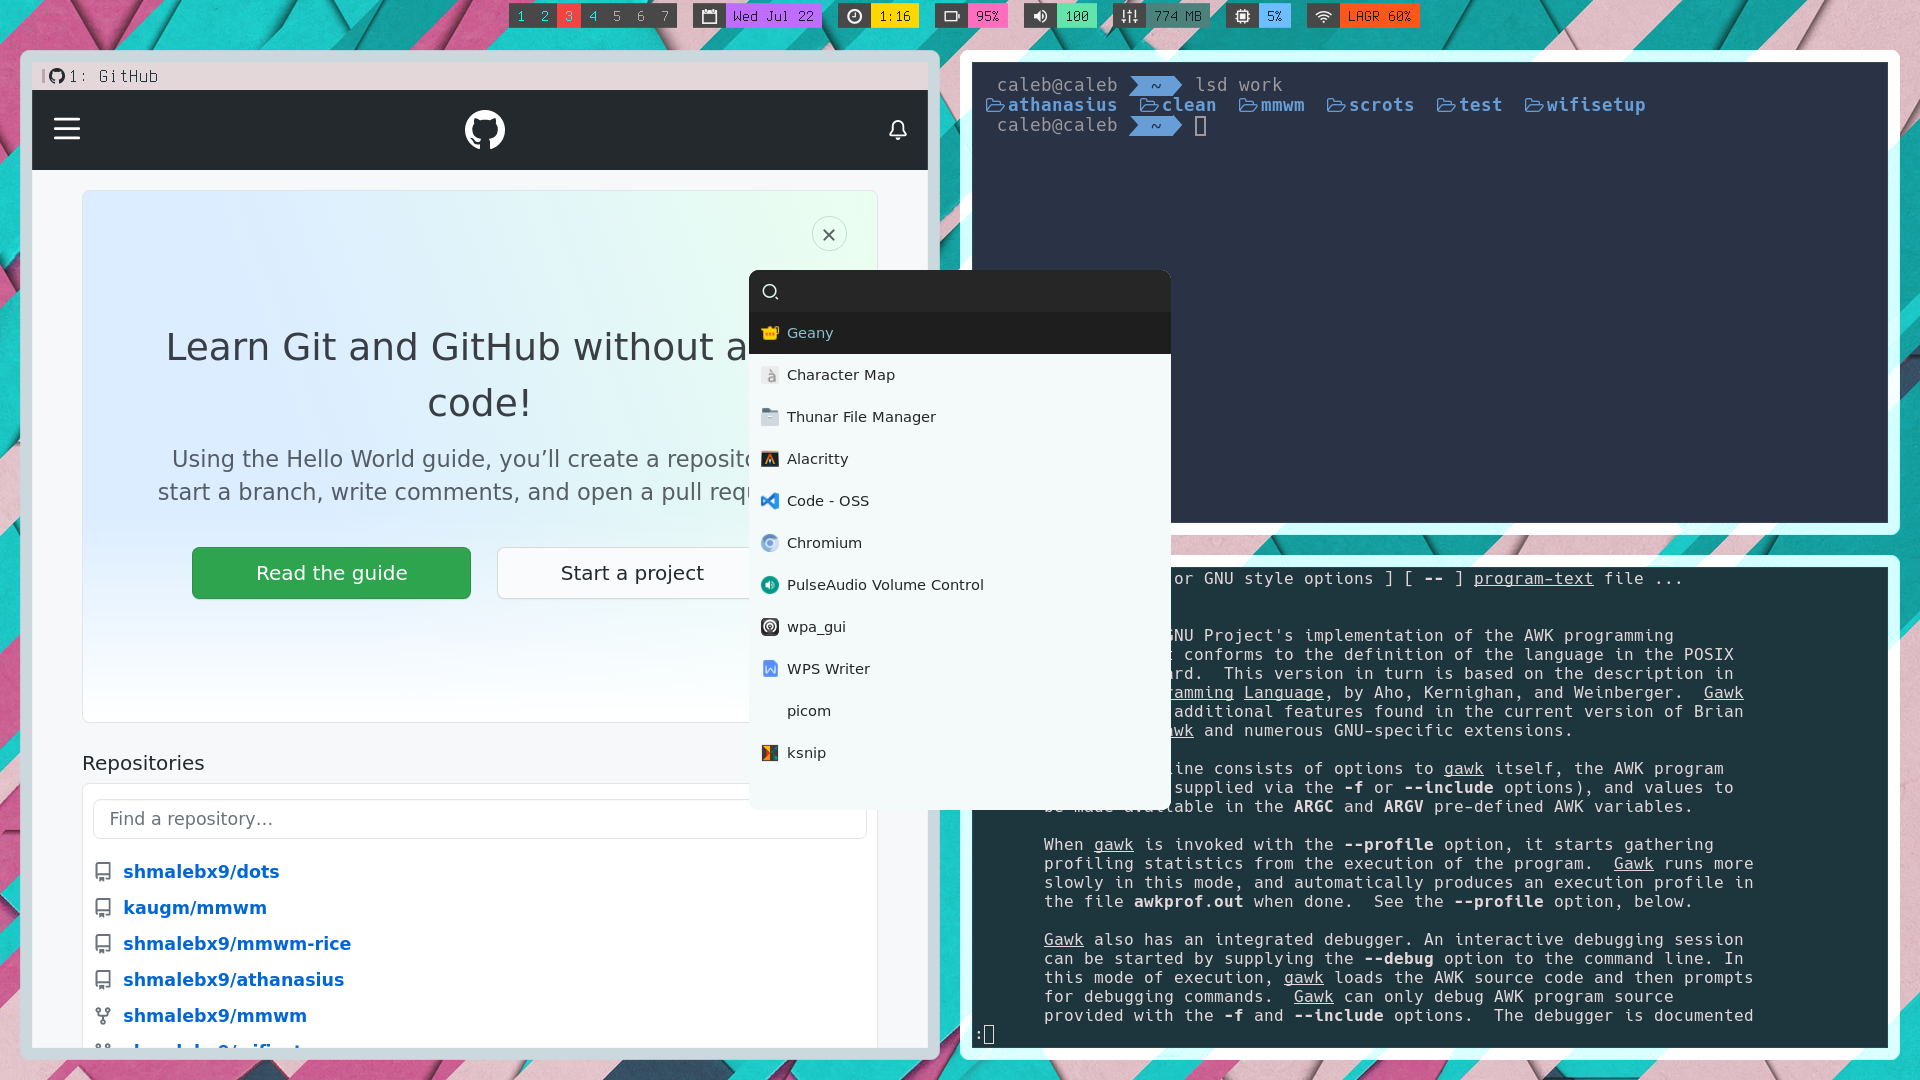 1 2 3 4 5 6 7 Wed Jul 22 1:16 95% 100 774 MB 5% LAGR 60%
1: GitHub
Learn Git and GitHub without a
code!
Using the Hello World guide, you’ll create a
start a branch, write comments, and open a pull
Read the guide
Start a project
Repositories
Find a repository…
shmalebx9/dots
kaugm/mmwm
shmalebx9/mmwm-rice
shmalebx9/athanasius
shmalebx9/mmwm
Geany
Character Map
Thunar File Manager
Alacritty
Code - OSS
Chromium
PulseAudio Volume Control
wpa_gui
WPS Writer
picom
ksnip
caleb@caleb ~ lsd work
athanasius clean mmwm scrots test wifisetup
caleb@caleb ~
or GNU style options ] [ -- ] program-text file ...
GNU Project's implementation of the AWK programming
conforms to the definition of the language in the POSIX
This version in turn is based on the description in
Language, by Aho, Kernighan, and Weinberger. Gawk
additional features found in the current version of Brian
and numerous GNU-specific extensions.
consists of options to gawk itself, the AWK program
supplied via the -f or --include options), and values to
be made available in the ARGC and ARGV pre-defined AWK variables.
When gawk is invoked with the --profile option, it starts gathering
profiling statistics from the execution of the program. Gawk runs more
slowly in this mode, and automatically produces an execution profile in
the file awkprof.out when done. See the --profile option, below.
Gawk also has an integrated debugger. An interactive debugging session
can be started by supplying the --debug option to the command line. In
this mode of execution, gawk loads the AWK source code and then prompts
for debugging commands. Gawk can only debug AWK program source
provided with the -f and --include options. The debugger is documented
: